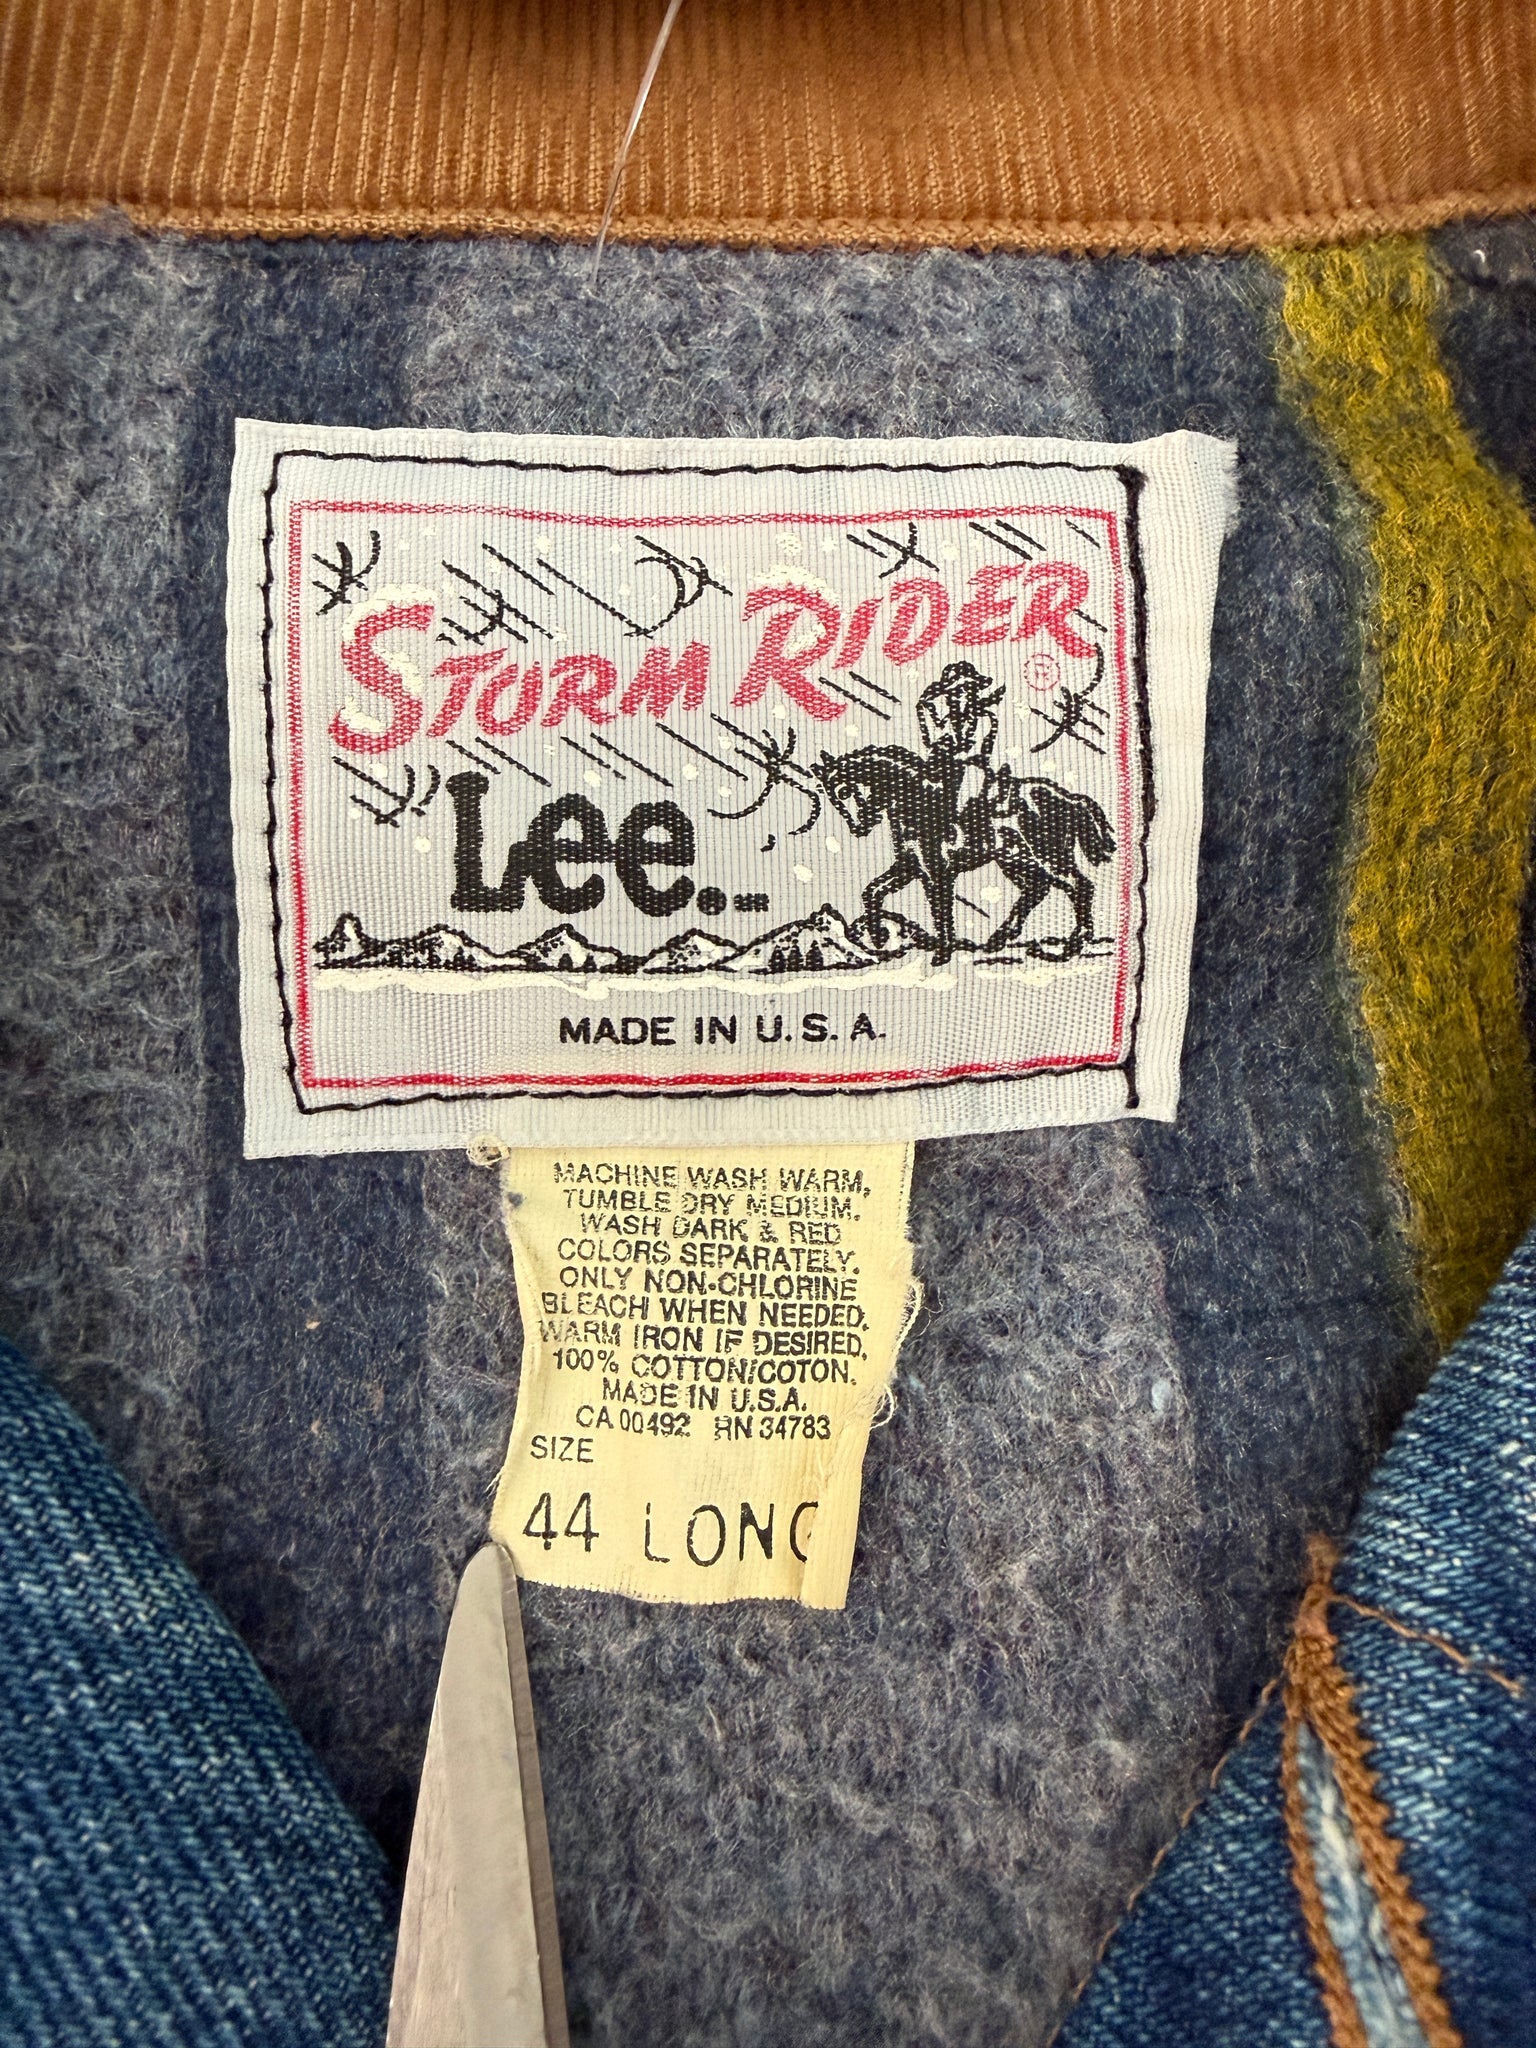 STORM RIDER
®
Lee® MR
MADE IN U.S.A.
MACHINE WASH WARM,
TUMBLE DRY MEDIUM.
WASH DARK & RED
COLORS SEPARATELY.
ONLY NON-CHLORINE
BLEACH WHEN NEEDED.
WARM IRON IF DESIRED.
100% COTTON/COTON.
MADE IN U.S.A.
CA 00492 RN 34783
SIZE
44 LONG